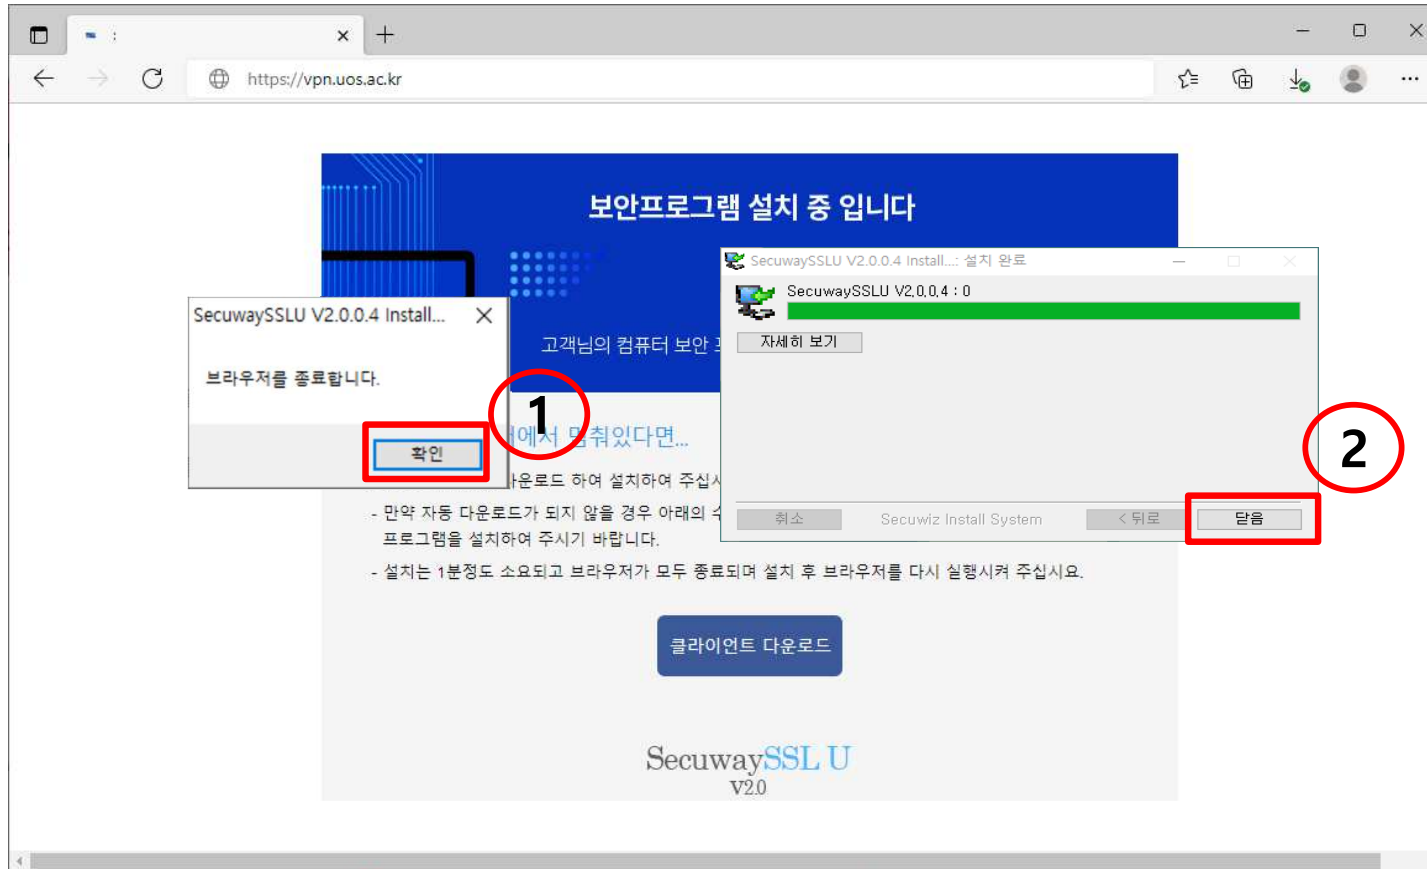 :
https://vpn.uos.ac.kr
보안프로그램 설치 중 입니다
SecuwaySSLU V2.0.0.4 Install...: 설치 완료
SecuwaySSLU V2,0,0,4 : 0
자세히 보기
고객님의 컴퓨터 보안
SecuwaySSLU V2.0.0.4 Install...
브라우저를 종료합니다.
확인
1
2
에서 멈춰있다면...
운로드 하여 설치하여 주십시
- 만약 자동 다운로드가 되지 않을 경우 아래의
프로그램을 설치하여 주시기 바랍니다.
취소
Secuwiz Install System
< 뒤로
닫음
- 설치는 1분정도 소요되고 브라우저가 모두 종료되며 설치 후 브라우저를 다시 실행시켜 주십시요.
클라이언트 다운로드
SecuwaySSL U
V2.0